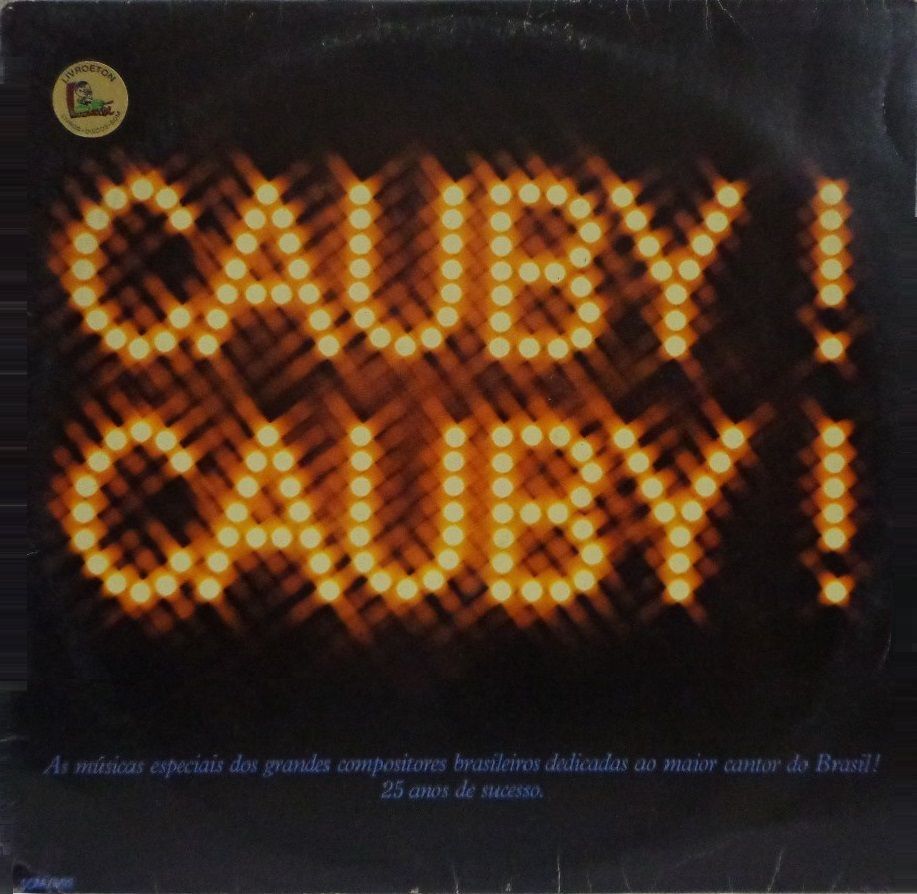 LIVROETON
CAUBY!
CAUBY!
As músicas especiais dos grandes compositores brasileiros dedicadas ao maior cantor do Brasil!
25 anos de sucesso.